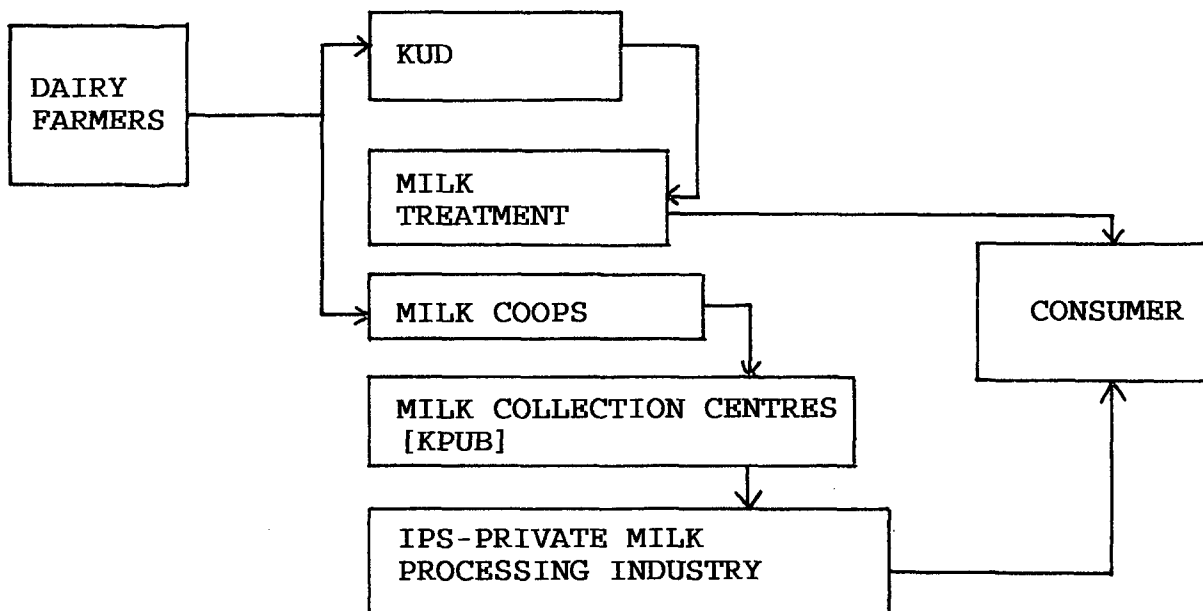 KUD
DAIRY
FARMERS
MILK
TREATMENT
MILK COOPS
CONSUMER
MILK COLLECTION CENTRES
[KPUB]
IPS-PRIVATE MILK
PROCESSING INDUSTRY